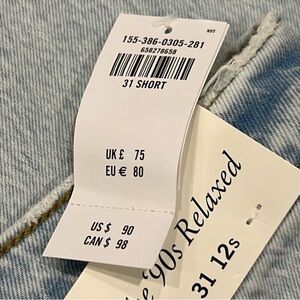 NVT
155-386-0305-281
658278658
31 SHORT
UK £ 75
EU € 80
US $ 90
CAN $ 98
'90s Relaxed
31 12s